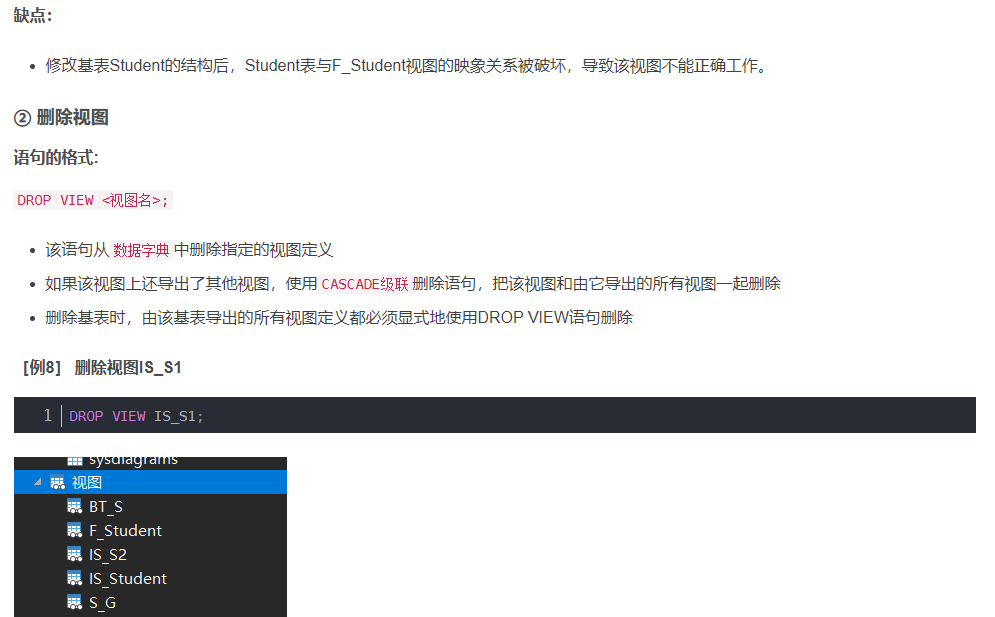 缺点：
修改基表Student的结构后，Student表与F_Student视图的映象关系被破坏，导致该视图不能正确工作。
② 删除视图
语句的格式：
DROP VIEW <视图名>;
该语句从 数据字典 中删除指定的视图定义
如果该视图上还导出了其他视图，使用 CASCADE级联 删除语句，把该视图和由它导出的所有视图一起删除
删除基表时，由该基表导出的所有视图定义都必须显式地使用DROP VIEW语句删除
[例8] 删除视图IS_S1
1 DROP VIEW IS_S1;
sysdiagrams
视图
BT_S
F_Student
IS_S2
IS_Student
S_G